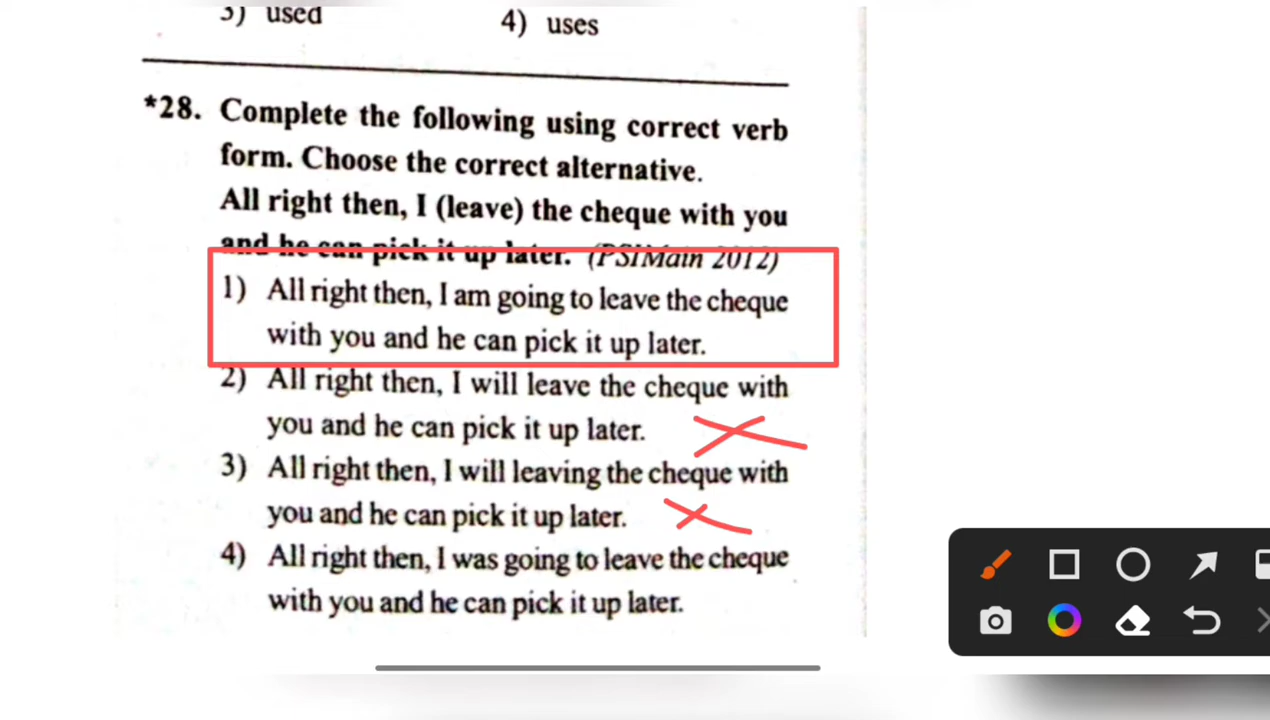 3) used 4) uses
*28. Complete the following using correct verb
form. Choose the correct alternative.
All right then, I (leave) the cheque with you
and he can pick it up later. (PSI Main 2012)
1) All right then, I am going to leave the cheque
with you and he can pick it up later.
2) All right then, I will leave the cheque with
you and he can pick it up later.
3) All right then, I will leaving the cheque with
you and he can pick it up later.
4) All right then, I was going to leave the cheque
with you and he can pick it up later.